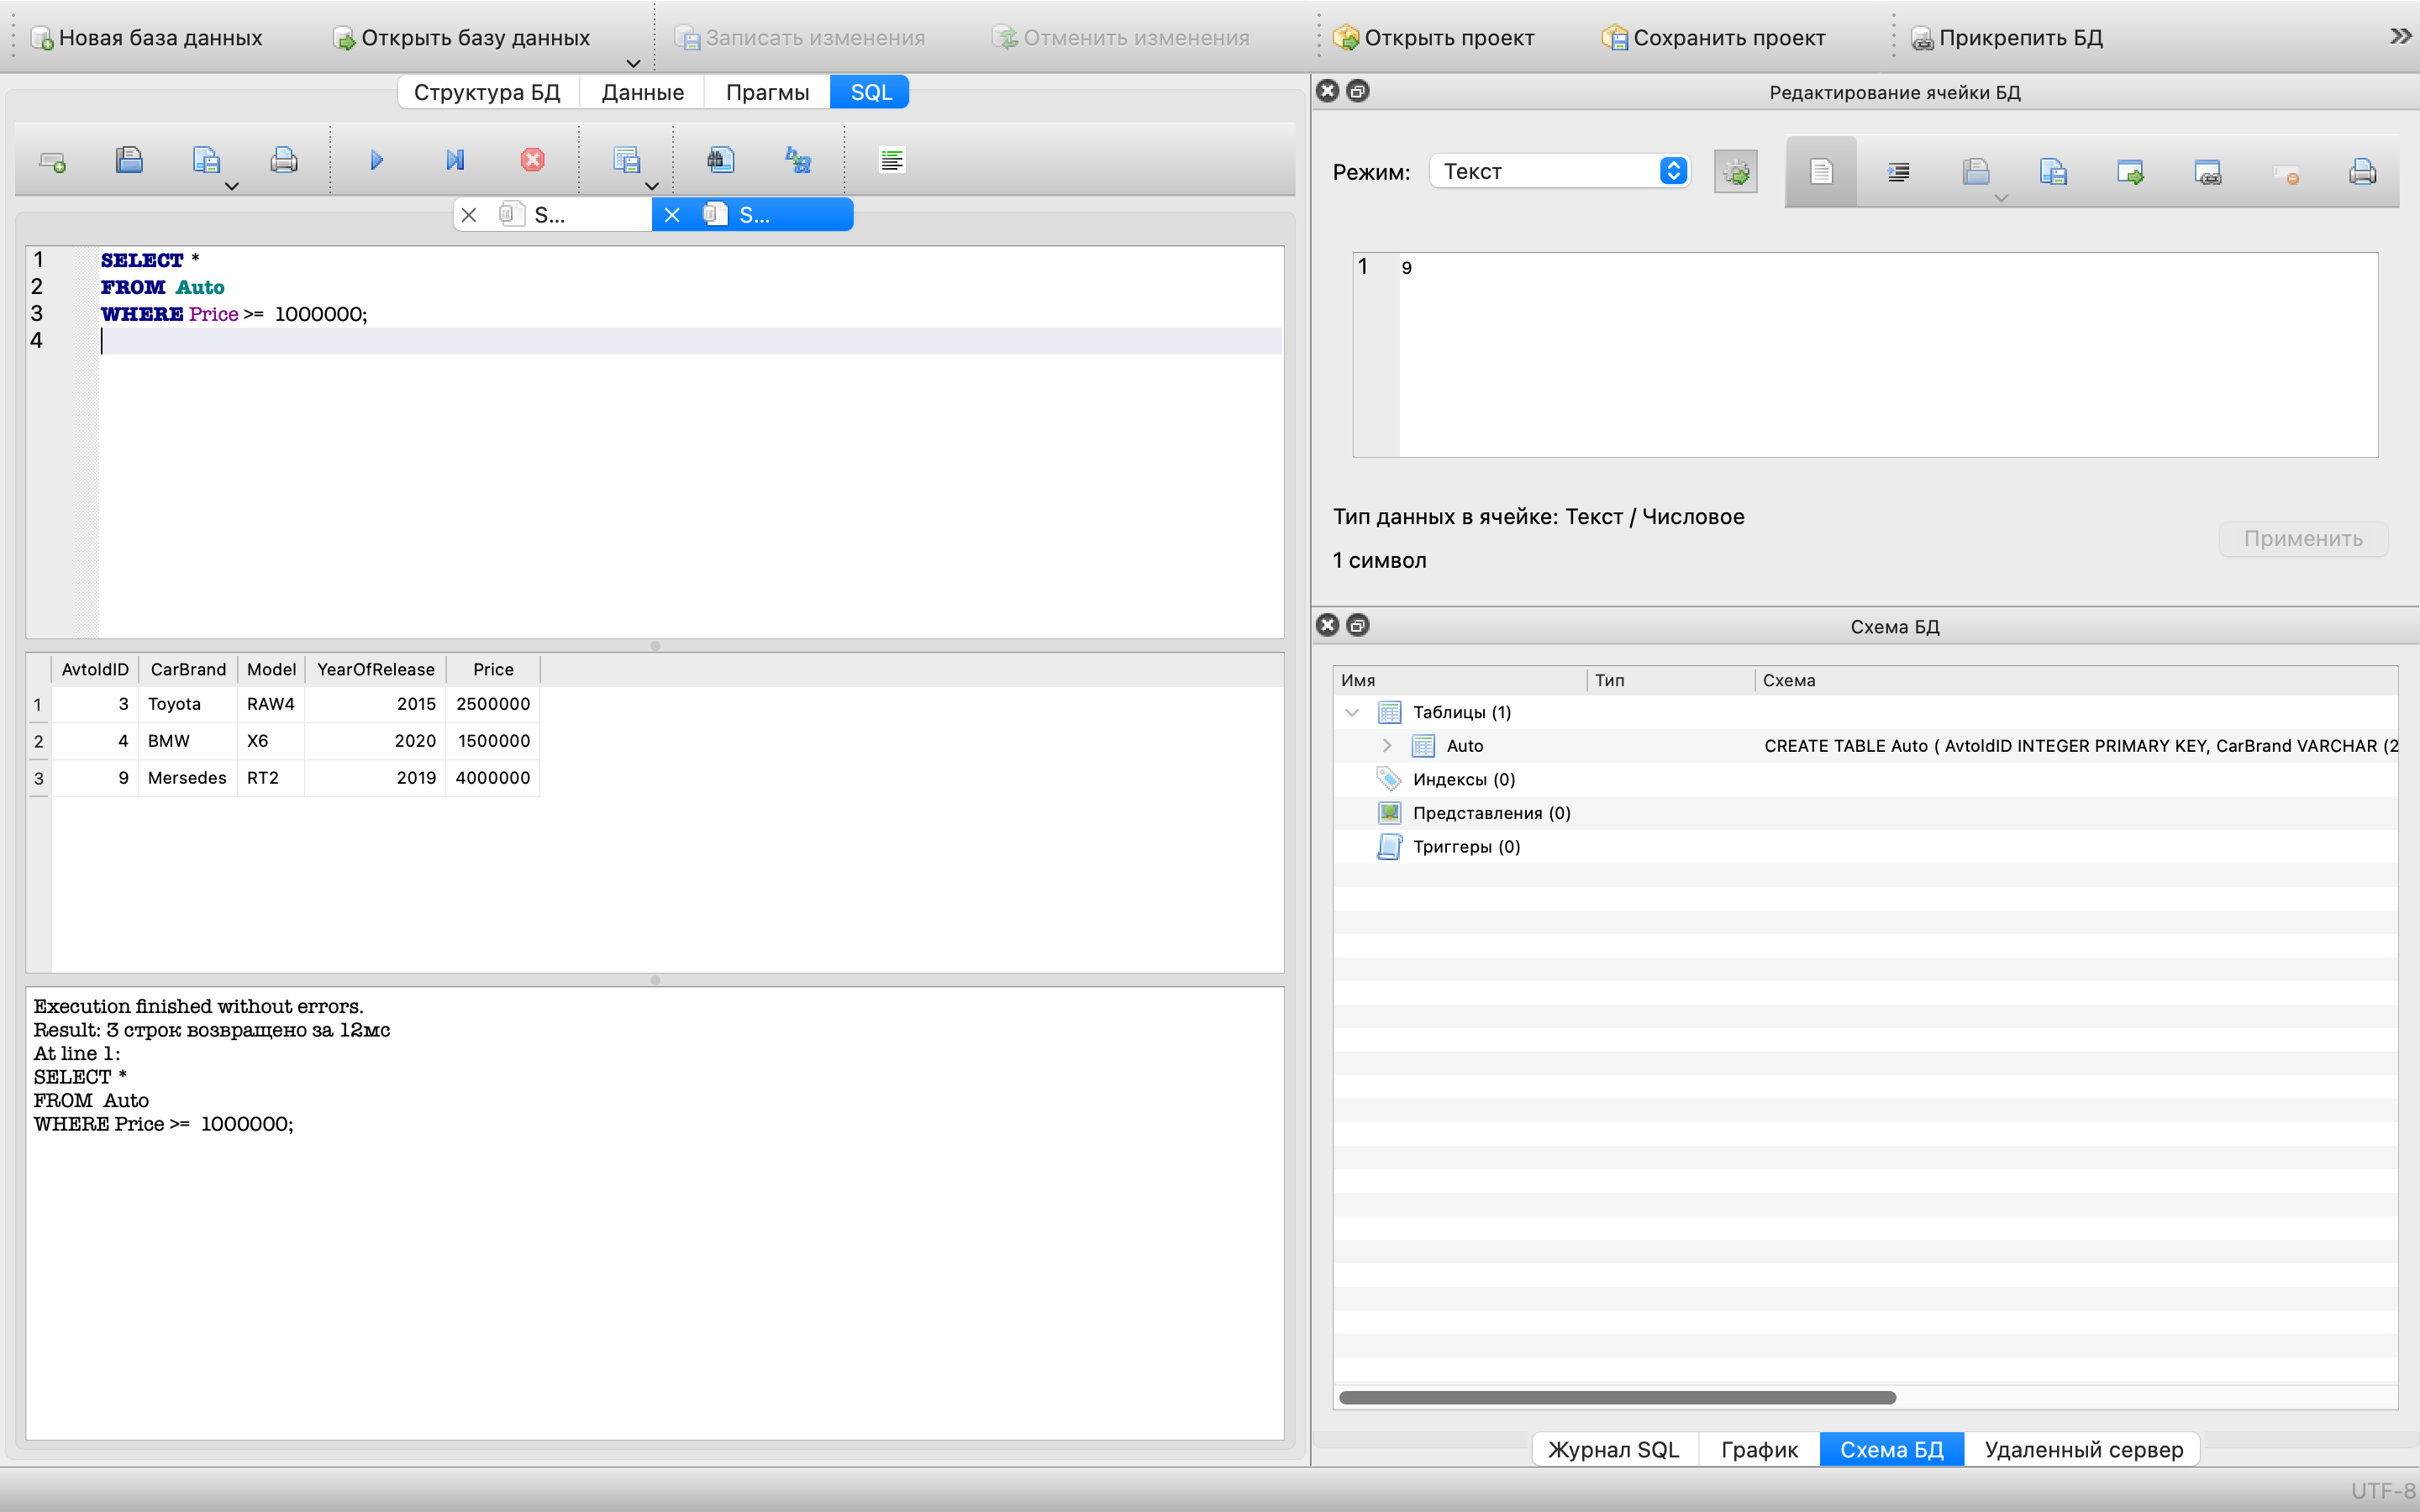 Новая база данных
Открыть базу данных
Записать изменения
Отменить изменения
Открыть проект
Сохранить проект
Прикрепить БД
Структура БД
Данные
Прагмы
SQL
S...
S...
1 SELECT *
2 FROM Auto
3 WHERE Price >= 1000000;
4
AvtoIdID CarBrand Model YearOfRelease Price
1 3 Toyota RAW4 2015 2500000
2 4 BMW X6 2020 1500000
3 9 Mersedes RT2 2019 4000000
Execution finished without errors.
Result: 3 строк возвращено за 12мс
At line 1:
SELECT *
FROM Auto
WHERE Price >= 1000000;
Редактирование ячейки БД
Режим: Текст
1 9
Тип данных в ячейке: Текст / Числовое
1 символ
Применить
Схема БД
Имя Тип Схема
Таблицы (1)
Auto CREATE TABLE Auto ( AvtoIdID INTEGER PRIMARY KEY, CarBrand VARCHAR (2
Индексы (0)
Представления (0)
Триггеры (0)
Журнал SQL
График
Схема БД
Удаленный сервер
UTF-8